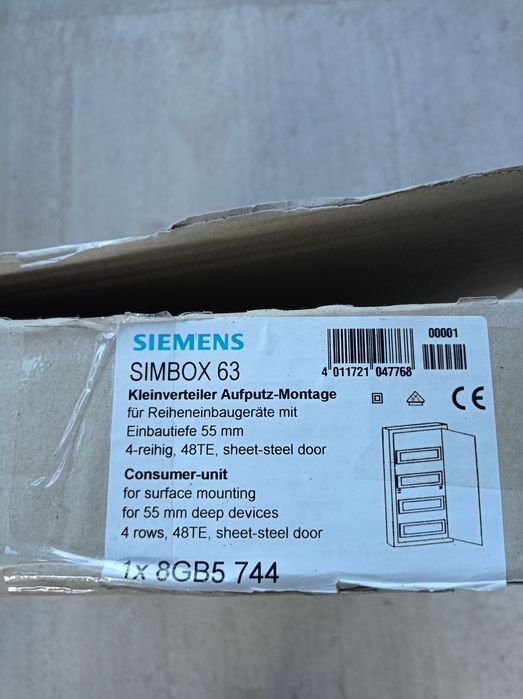 SIEMENS
SIMBOX 63
Kleinverteiler Aufputz-Montage
für Reiheneinbaugeräte mit
Einbautiefe 55 mm
4-reihig, 48TE, sheet-steel door
Consumer-unit
for surface mounting
for 55 mm deep devices
4 rows, 48TE, sheet-steel door
1x 8GB5 744
4 011721 047768
00001
CE